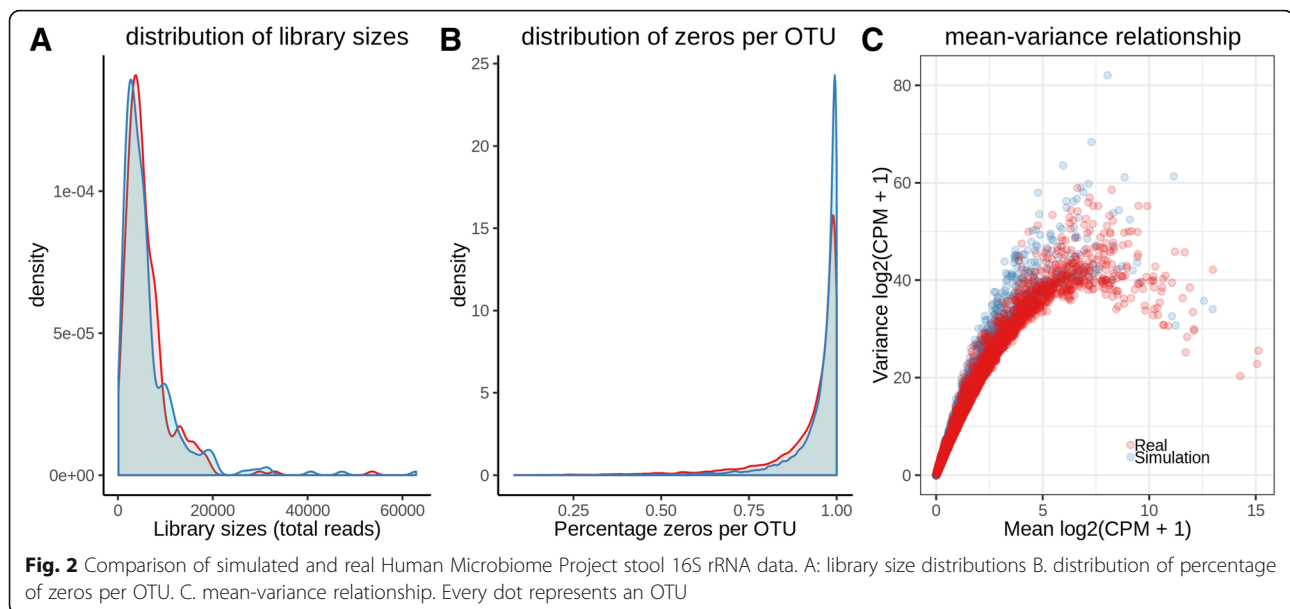 A distribution of library sizes
density
1e-04
5e-05
0e+00
0 20000 40000 60000
Library sizes (total reads)
B distribution of zeros per OTU
density
25
20
15
10
5
0
0.25 0.50 0.75 1.00
Percentage zeros per OTU
C mean-variance relationship
Variance log2(CPM + 1)
80
60
40
20
0
Real
Simulation
0 5 10 15
Mean log2(CPM + 1)
Fig. 2 Comparison of simulated and real Human Microbiome Project stool 16S rRNA data. A: library size distributions B. distribution of percentage
of zeros per OTU. C. mean-variance relationship. Every dot represents an OTU